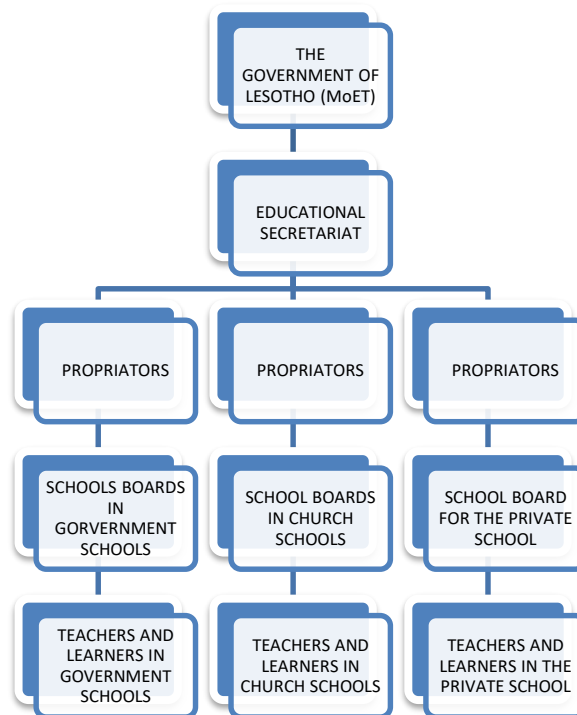 THE
GOVERNMENT OF
LESOTHO (MoET)
EDUCATIONAL
SECRETARIAT
PROPRIATORS
PROPRIATORS
PROPRIATORS
SCHOOLS BOARDS
IN
GORVERNMENT
SCHOOLS
SCHOOL BOARDS
IN CHURCH
SCHOOLS
SCHOOL BOARD
FOR THE PRIVATE
SCHOOL
TEACHERS AND
LEARNERS IN
GOVERNMENT
SCHOOLS
TEACHERS AND
LEARNERS IN
CHURCH SCHOOLS
TEACHERS AND
LEARNERS IN THE
PRIVATE SCHOOL